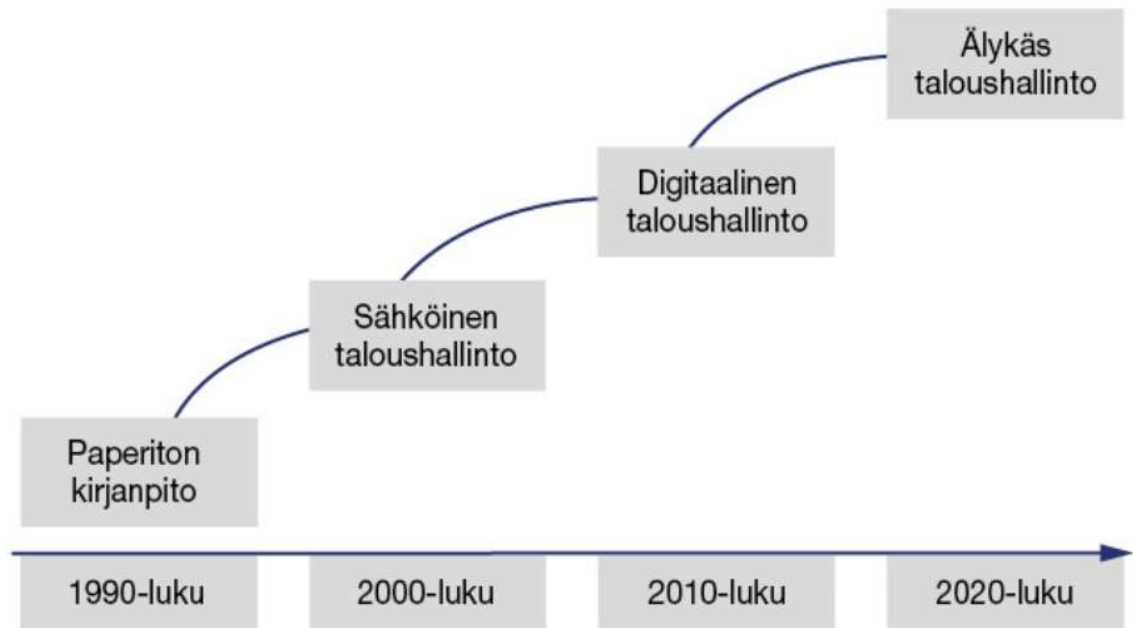 Älykäs
taloushallinto
Digitaalinen
taloushallinto
Sähköinen
taloushallinto
Paperiton
kirjanpito
1990-luku
2000-luku
2010-luku
2020-luku